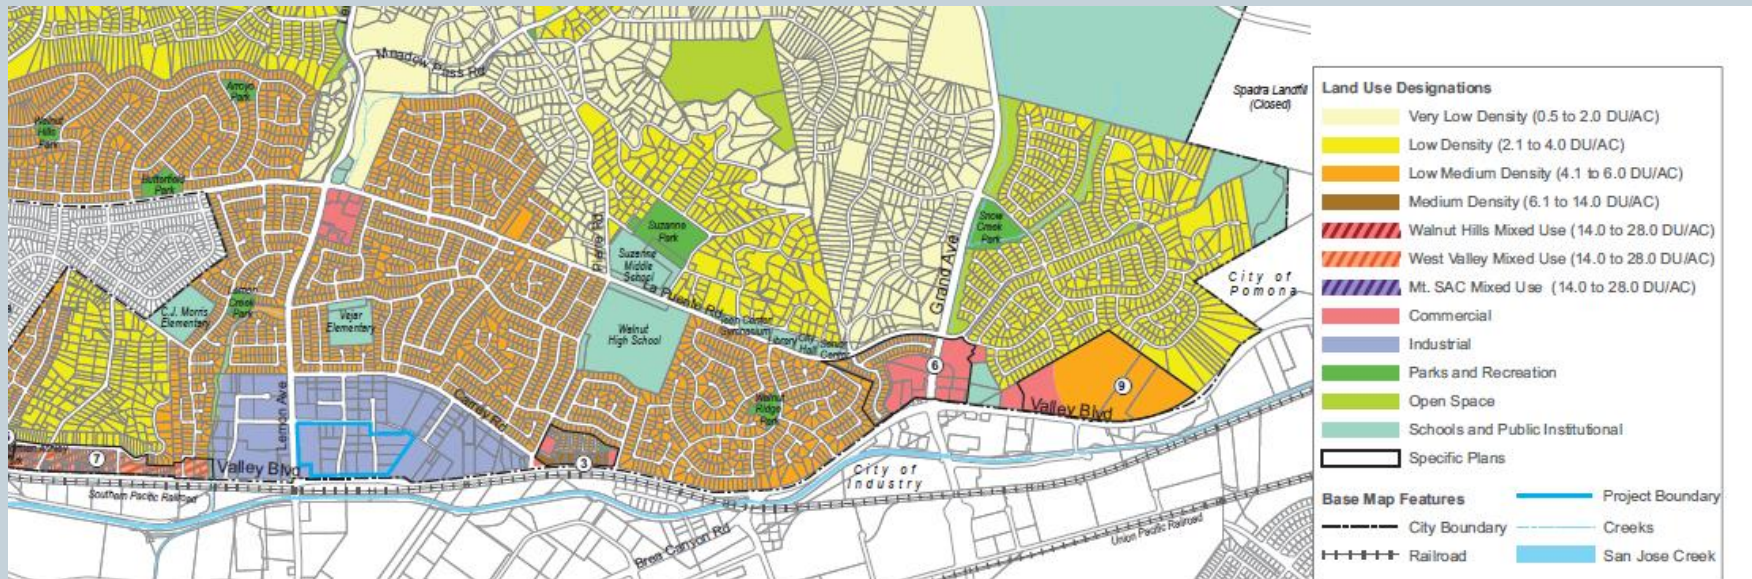 Meadow Pass Rd
Arroyo
Park
Walnut
Hills
Park
Butterfield
Park
Spadra Landfill
(Closed)
Suzanne
Park
Suzanne
Middle
School
Snow
Creek
Park
Grand Ave
City of
Pomona
La Puente Rd
C.J. Morris
Elementary
Lemon
Creek
Park
Vejar
Elementary
Walnut
High School
Teen Center/
Gymnasium
Library
City
Hall
Senior
Center
6
9
Valley Blvd
Walnut
Ridge
Park
Lemon Ave
7
Valley Blvd
3
City of
Industry
Southern Pacific Railroad
Brea Canyon Rd
Union Pacific Railroad
Land Use Designations
Very Low Density (0.5 to 2.0 DU/AC)
Low Density (2.1 to 4.0 DU/AC)
Low Medium Density (4.1 to 6.0 DU/AC)
Medium Density (6.1 to 14.0 DU/AC)
Walnut Hills Mixed Use (14.0 to 28.0 DU/AC)
West Valley Mixed Use (14.0 to 28.0 DU/AC)
Mt. SAC Mixed Use (14.0 to 28.0 DU/AC)
Commercial
Industrial
Parks and Recreation
Open Space
Schools and Public Institutional
Specific Plans
Base Map Features
Project Boundary
City Boundary
Creeks
Railroad
San Jose Creek